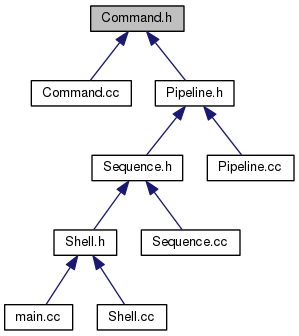 Command.h
Command.cc
Pipeline.h
Sequence.h
Pipeline.cc
Shell.h
Sequence.cc
main.cc
Shell.cc